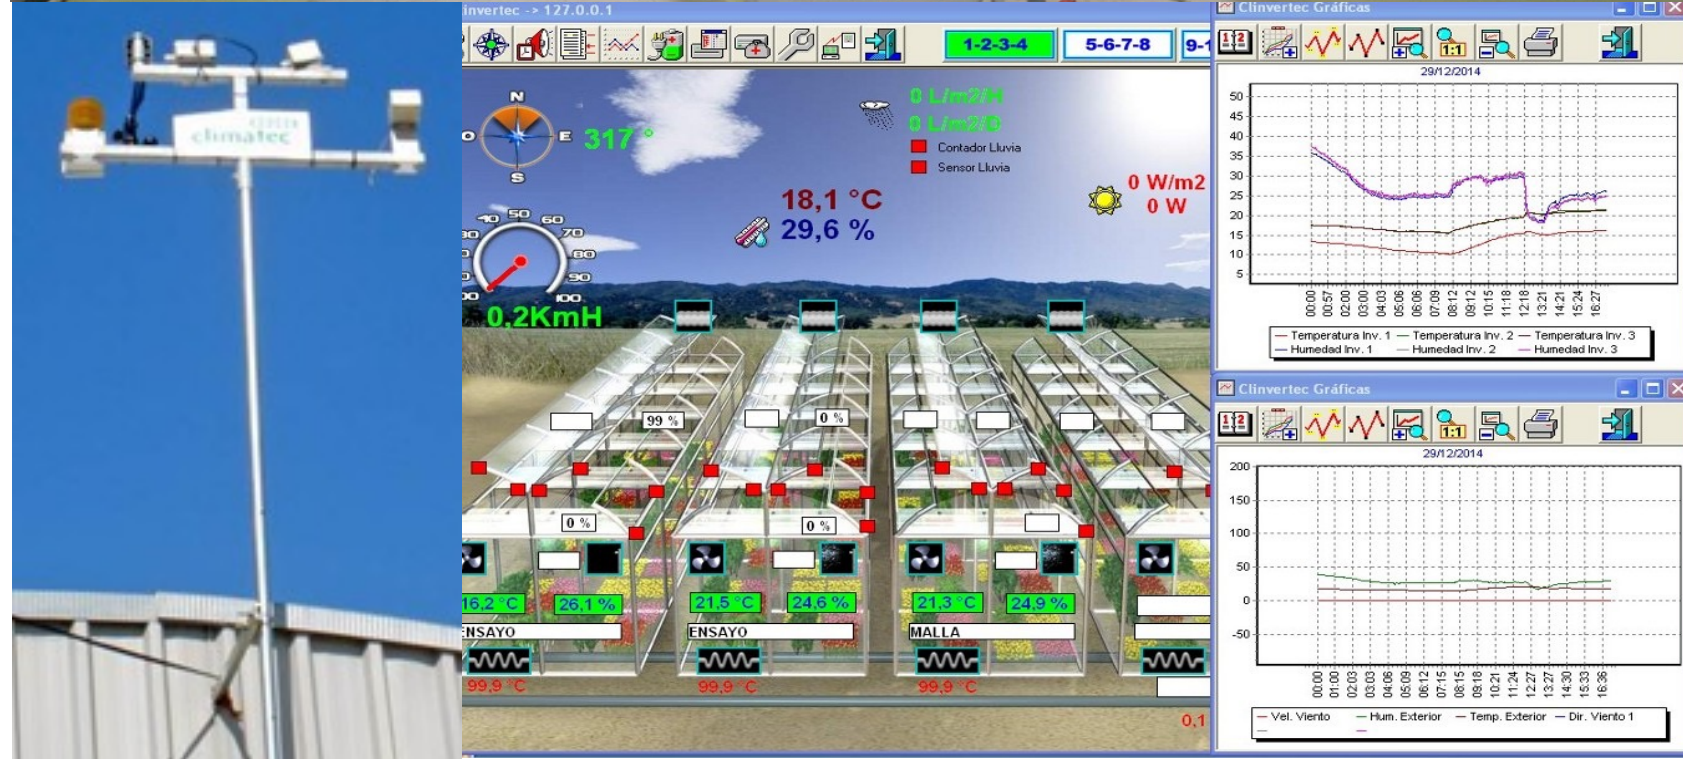 climatec
invertec -> 127.0.0.1
1-2-3-4
5-6-7-8
9-1
N
O
E
S
317 °
0 L/m2/H
0 L/m2/D
Contador Lluvia
Sensor Lluvia
18,1 °C
29,6 %
0 W/m2
0 W
40
50
60
70
80
90
100
0,2KmH
99 %
0 %
0 %
0 %
16,2 °C
26,1 %
21,5 °C
24,6 %
21,3 °C
24,9 %
ENSAYO
ENSAYO
MALLA
99,9 °C
99,9 °C
99,9 °C
0,1
Clinvertec Gráficas
1:1
29/12/2014
50
45
40
35
30
25
20
15
10
5
00:00
00:57
02:00
03:00
04:03
05:06
06:06
07:09
08:12
09:12
10:15
11:18
12:18
13:21
14:21
15:24
16:27
Temperatura Inv. 1
Temperatura Inv. 2
Temperatura Inv. 3
Humedad Inv. 1
Humedad Inv. 2
Humedad Inv. 3
Clinvertec Gráficas
1:1
29/12/2014
200
150
100
50
0
-50
00:00
01:00
02:03
03:03
04:06
05:09
06:12
07:15
08:15
09:18
10:21
11:24
12:27
13:27
14:30
15:33
16:36
Vel. Viento
Hum. Exterior
Temp. Exterior
Dir. Viento 1